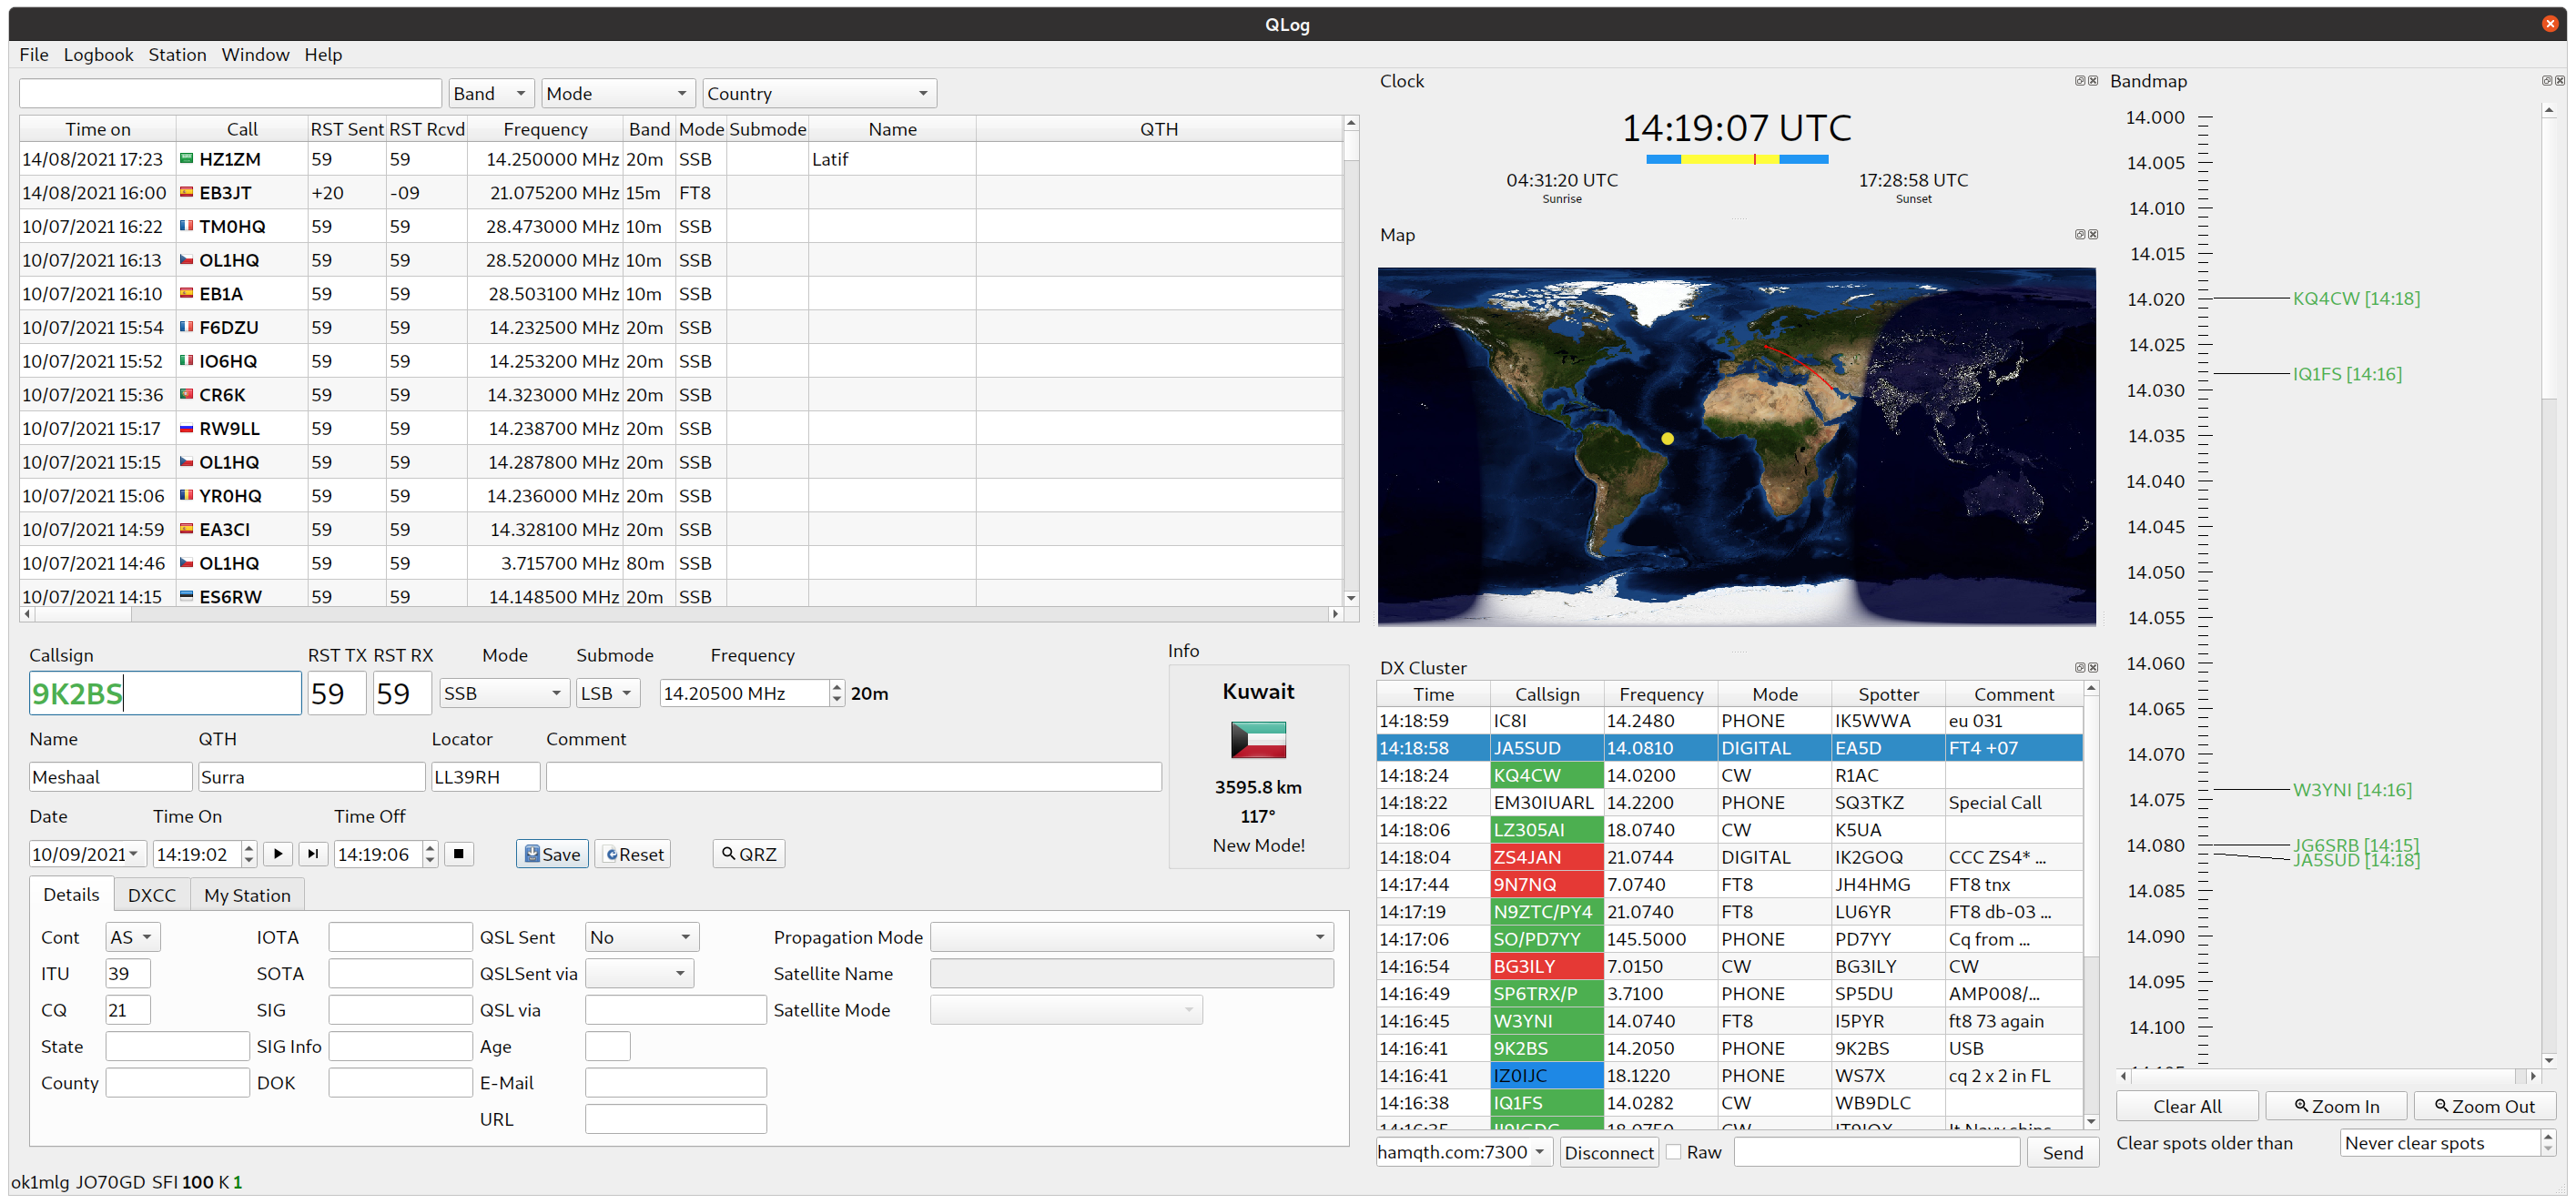 QLog
File Logbook Station Window Help
Band Mode Country
Time on Call RST Sent RST Rcvd Frequency Band Mode Submode Name QTH
14/08/2021 17:23 HZ1ZM 59 59 14.250000 MHz 20m SSB Latif
14/08/2021 16:00 EB3JT +20 -09 21.075200 MHz 15m FT8
10/07/2021 16:22 TM0HQ 59 59 28.473000 MHz 10m SSB
10/07/2021 16:13 OL1HQ 59 59 28.520000 MHz 10m SSB
10/07/2021 16:10 EB1A 59 59 28.503100 MHz 10m SSB
10/07/2021 15:54 F6DZU 59 59 14.232500 MHz 20m SSB
10/07/2021 15:52 IO6HQ 59 59 14.253200 MHz 20m SSB
10/07/2021 15:36 CR6K 59 59 14.323000 MHz 20m SSB
10/07/2021 15:17 RW9LL 59 59 14.238700 MHz 20m SSB
10/07/2021 15:15 OL1HQ 59 59 14.287800 MHz 20m SSB
10/07/2021 15:06 YR0HQ 59 59 14.236000 MHz 20m SSB
10/07/2021 14:59 EA3CI 59 59 14.328100 MHz 20m SSB
10/07/2021 14:46 OL1HQ 59 59 3.715700 MHz 80m SSB
10/07/2021 14:15 ES6RW 59 59 14.148500 MHz 20m SSB
Callsign RST TX RST RX Mode Submode Frequency
9K2BS 59 59 SSB LSB 14.20500 MHz 20m
Name QTH Locator Comment
Meshaal Surra LL39RH
Date Time On Time Off
10/09/2021 14:19:02 14:19:06 Save Reset QRZ
Info
Kuwait
3595.8 km
117°
New Mode!
Details DXCC My Station
Cont AS IOTA QSL Sent No Propagation Mode
ITU 39 SOTA QSLSent via Satellite Name
CQ 21 SIG QSL via Satellite Mode
State SIG Info Age
County DOK E-Mail
URL
ok1mlg JO70GD SFI 100 K 1
Clock
14:19:07 UTC
04:31:20 UTC 17:28:58 UTC
Sunrise Sunset
Map
DX Cluster
Time Callsign Frequency Mode Spotter Comment
14:18:59 IC8I 14.2480 PHONE IK5WWA eu 031
14:18:58 JA5SUD 14.0810 DIGITAL EA5D FT4 +07
14:18:24 KQ4CW 14.0200 CW R1AC
14:18:22 EM30IUARL 14.2200 PHONE SQ3TKZ Special Call
14:18:06 LZ305AI 18.0740 CW K5UA
14:18:04 ZS4JAN 21.0744 DIGITAL IK2GOQ CCC ZS4* ...
14:17:44 9N7NQ 7.0740 FT8 JH4HMG FT8 tnx
14:17:19 N9ZTC/PY4 21.0740 FT8 LU6YR FT8 db-03 ...
14:17:06 SO/PD7YY 145.5000 PHONE PD7YY Cq from ...
14:16:54 BG3ILY 7.0150 CW BG3ILY CW
14:16:49 SP6TRX/P 3.7100 PHONE SP5DU AMP008/...
14:16:45 W3YNI 14.0740 FT8 I5PYR ft8 73 again
14:16:41 9K2BS 14.2050 PHONE 9K2BS USB
14:16:41 IZ0IJC 18.1220 PHONE WS7X cq 2 x 2 in FL
14:16:38 IQ1FS 14.0282 CW WB9DLC
hamqth.com:7300 Disconnect Raw Send
Bandmap
14.000
14.005
14.010
14.015
14.020 KQ4CW [14:18]
14.025
IQ1FS [14:16]
14.030
14.035
14.040
14.045
14.050
14.055
14.060
14.065
14.070
W3YNI [14:16]
14.075
14.080 JG6SRB [14:15]
JA5SUD [14:18]
14.085
14.090
14.095
14.100
Clear All Zoom In Zoom Out
Clear spots older than Never clear spots